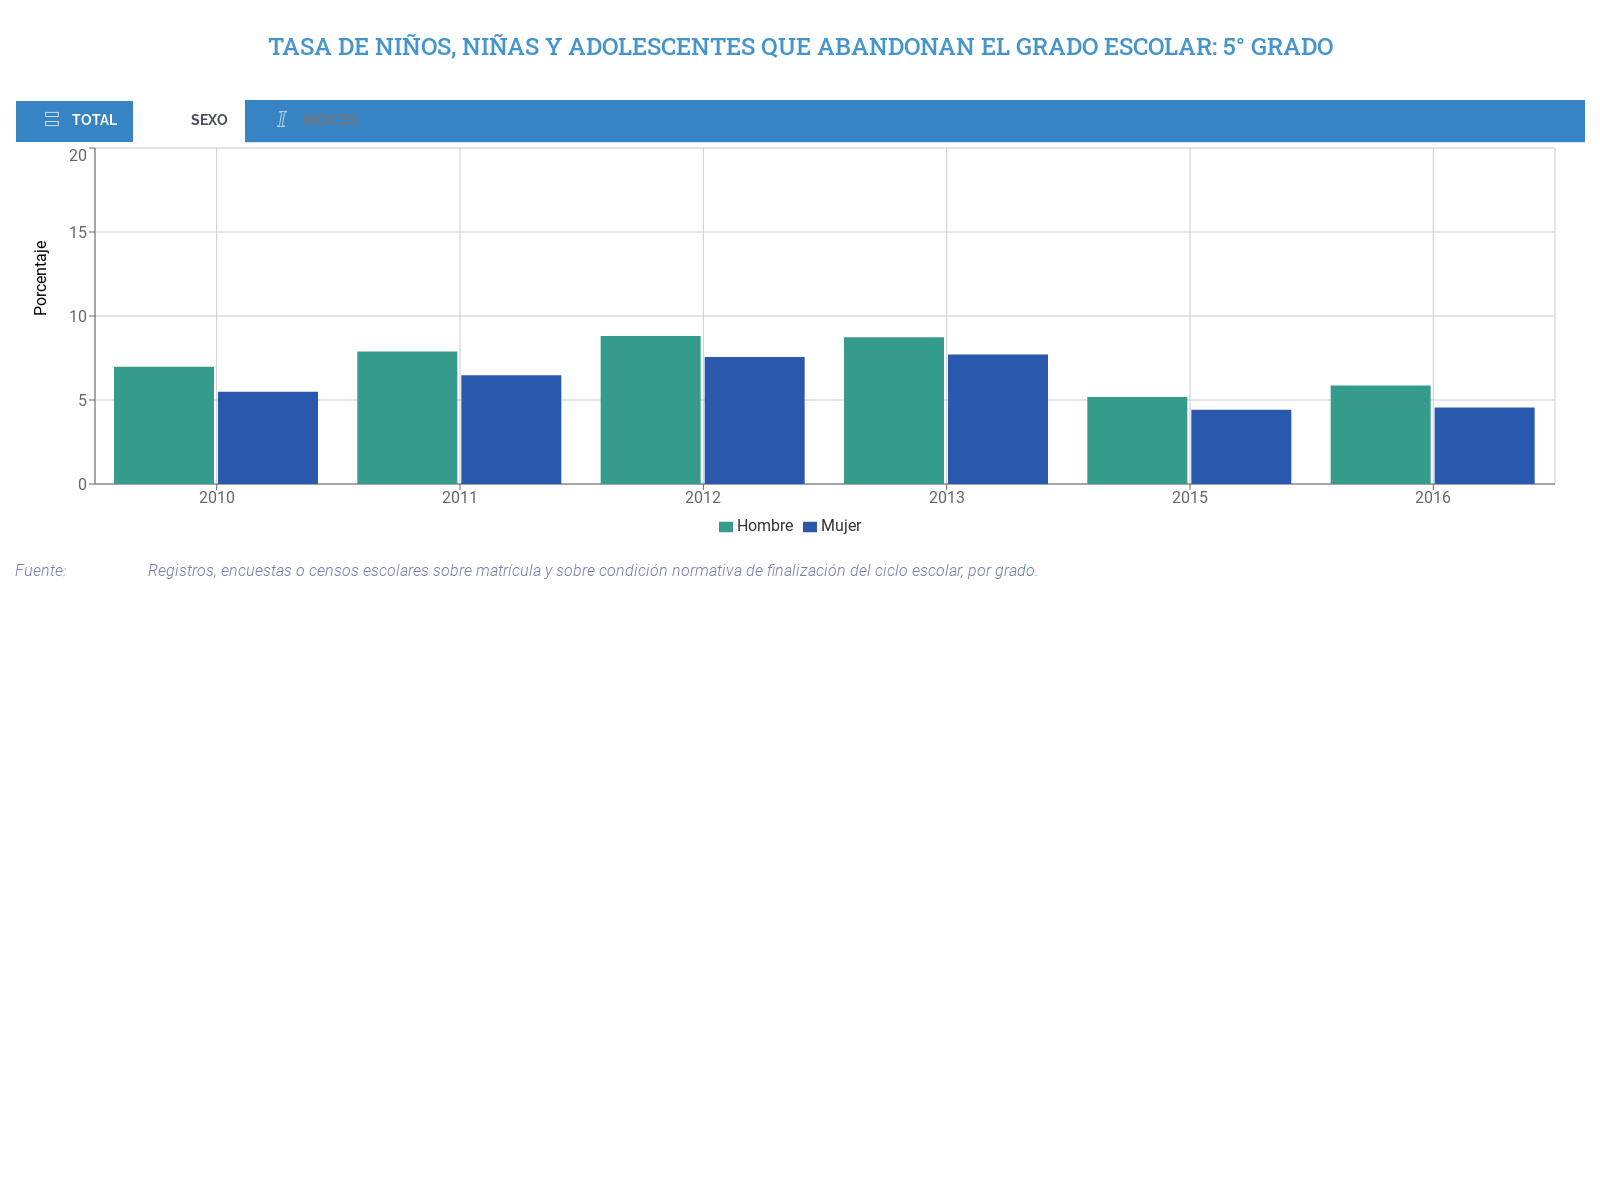 TASA DE NIÑOS, NIÑAS Y ADOLESCENTES QUE ABANDONAN EL GRADO ESCOLAR: 5° GRADO
TOTAL SEXO INDICES
20
15
10
5
0
Porcentaje
2010 2011 2012 2013 2015 2016
Hombre Mujer
Fuente: Registros, encuestas o censos escolares sobre matrícula y sobre condición normativa de finalización del ciclo escolar, por grado.